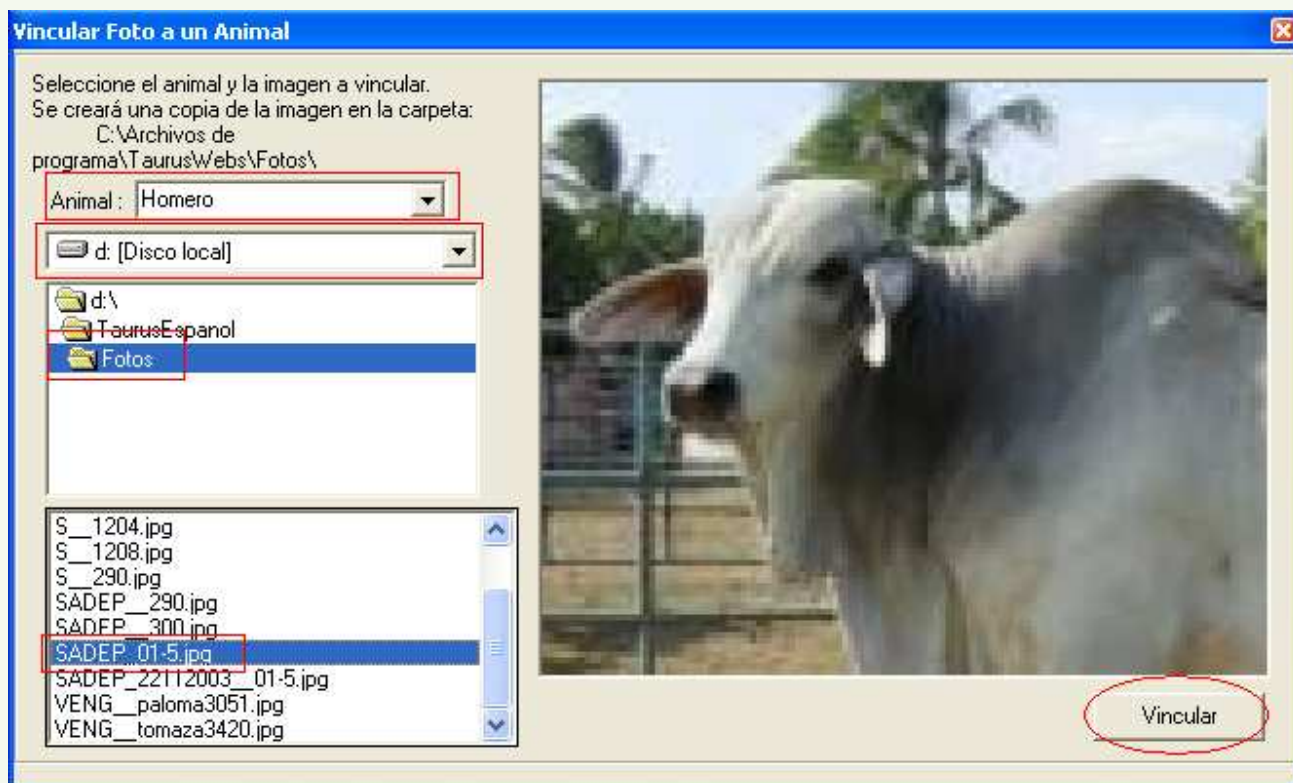 Vincular Foto a un Animal
Seleccione el animal y la imagen a vincular.
Se creará una copia de la imagen en la carpeta:
C:\Archivos de
programa\TaurusWebs\Fotos\
Animal : Homero
d: [Disco local]
d:\
TaurusEspanol
Fotos
S__1204.jpg
S__1208.jpg
S__290.jpg
SADEP__290.jpg
SADEP__300.jpg
SADEP_01-5.jpg
SADEP_22112003__01-5.jpg
VENG__paloma3051.jpg
VENG__tomaza3420.jpg
Vincular